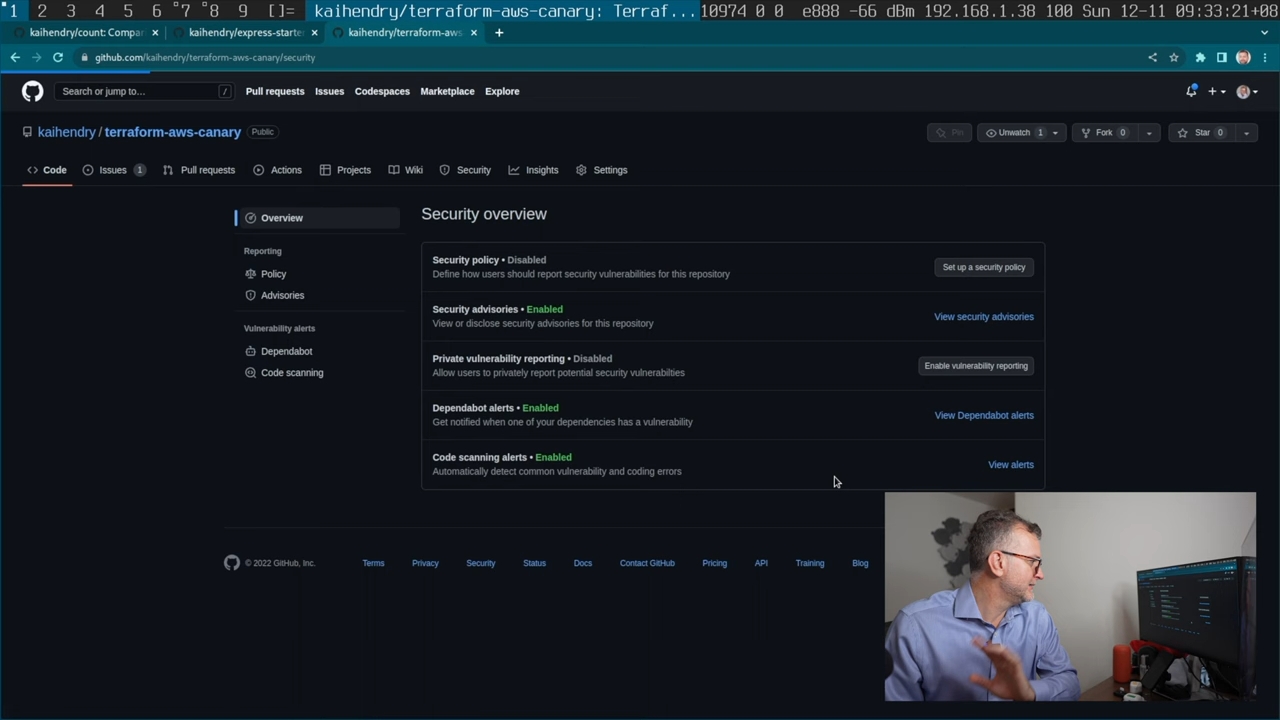 1 2 3 4 5 6 7 8 9 []= kaihendry/terraform-aws-canary: Terraf... 10974 0 0 e888 -66 dBm 192.168.1.38 100 Sun 12-11 09:33:21+08
kaihendry/count: Compa kaihendry/express-starte kaihendry/terraform-aws-
github.com/kaihendry/terraform-aws-canary/security
Search or jump to... / Pull requests Issues Codespaces Marketplace Explore
kaihendry / terraform-aws-canary Public Pin Unwatch 1 Fork 0 Star 0
Code Issues 1 Pull requests Actions Projects Wiki Security Insights Settings
Overview
Reporting
Policy
Advisories
Vulnerability alerts
Dependabot
Code scanning
Security overview
Security policy • Disabled
Define how users should report security vulnerabilities for this repository
Set up a security policy
Security advisories • Enabled
View or disclose security advisories for this repository
View security advisories
Private vulnerability reporting • Disabled
Allow users to privately report potential security vulnerabilties
Enable vulnerability reporting
Dependabot alerts • Enabled
Get notified when one of your dependencies has a vulnerability
View Dependabot alerts
Code scanning alerts • Enabled
Automatically detect common vulnerability and coding errors
View alerts
© 2022 GitHub, Inc. Terms Privacy Security Status Docs Contact GitHub Pricing API Training Blog